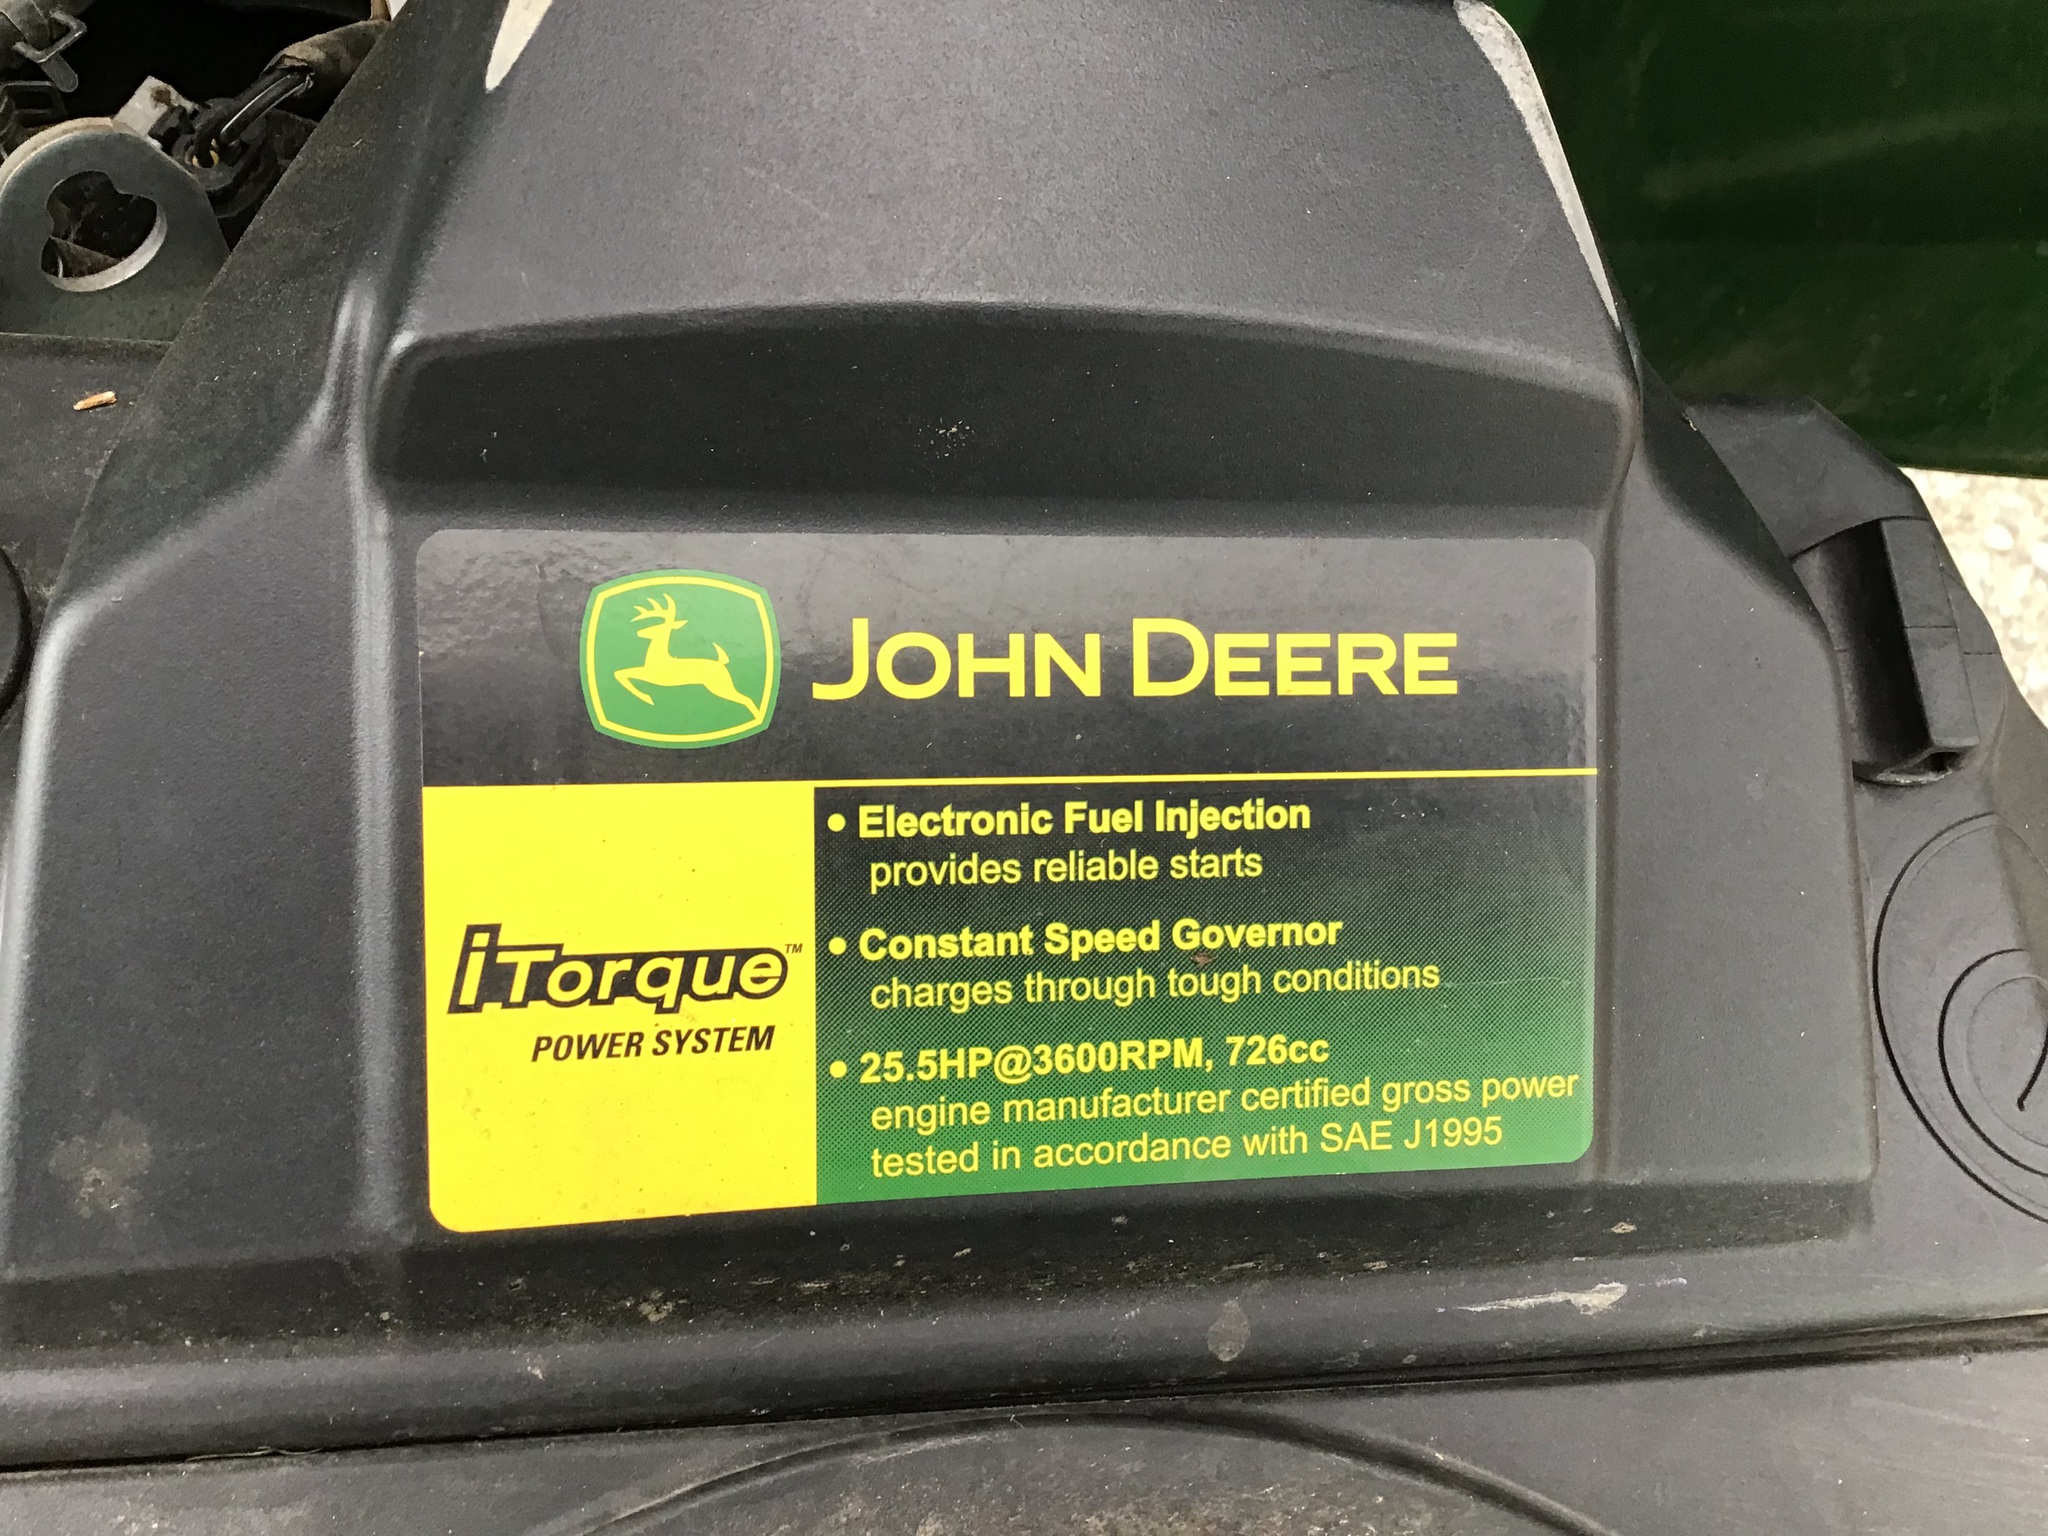 JOHN DEERE
iTorque™
POWER SYSTEM
• Electronic Fuel Injection
provides reliable starts
• Constant Speed Governor
charges through tough conditions
• 25.5HP@3600RPM, 726cc
engine manufacturer certified gross power
tested in accordance with SAE J1995